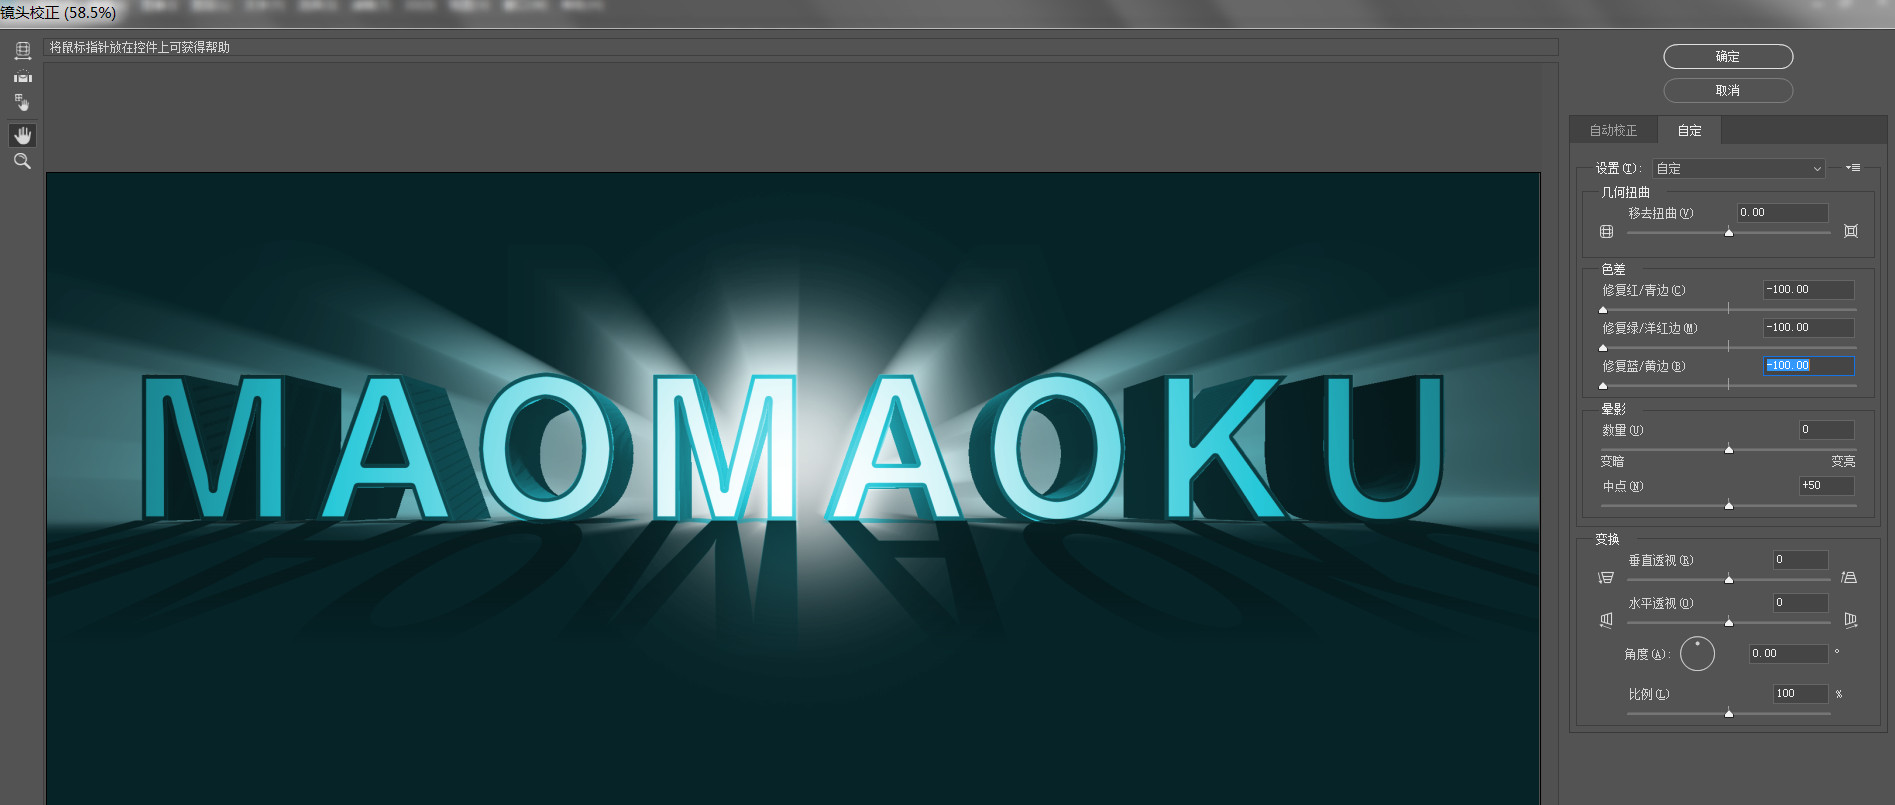 镜头校正 (58.5%)
将鼠标指针放在控件上可获得帮助
确定
取消
自动校正 自定
设置(T): 自定
几何扭曲
移去扭曲(V) 0.00
色差
修复红/青边(C) -100.00
修复绿/洋红边(M) -100.00
修复蓝/黄边(B) -100.00
晕影
数量(U) 0
变暗 变亮
中点(N) +50
变换
垂直透视(R) 0
水平透视(O) 0
角度(A): 0.00 °
比例(L) 100 %
MAOMAOKU